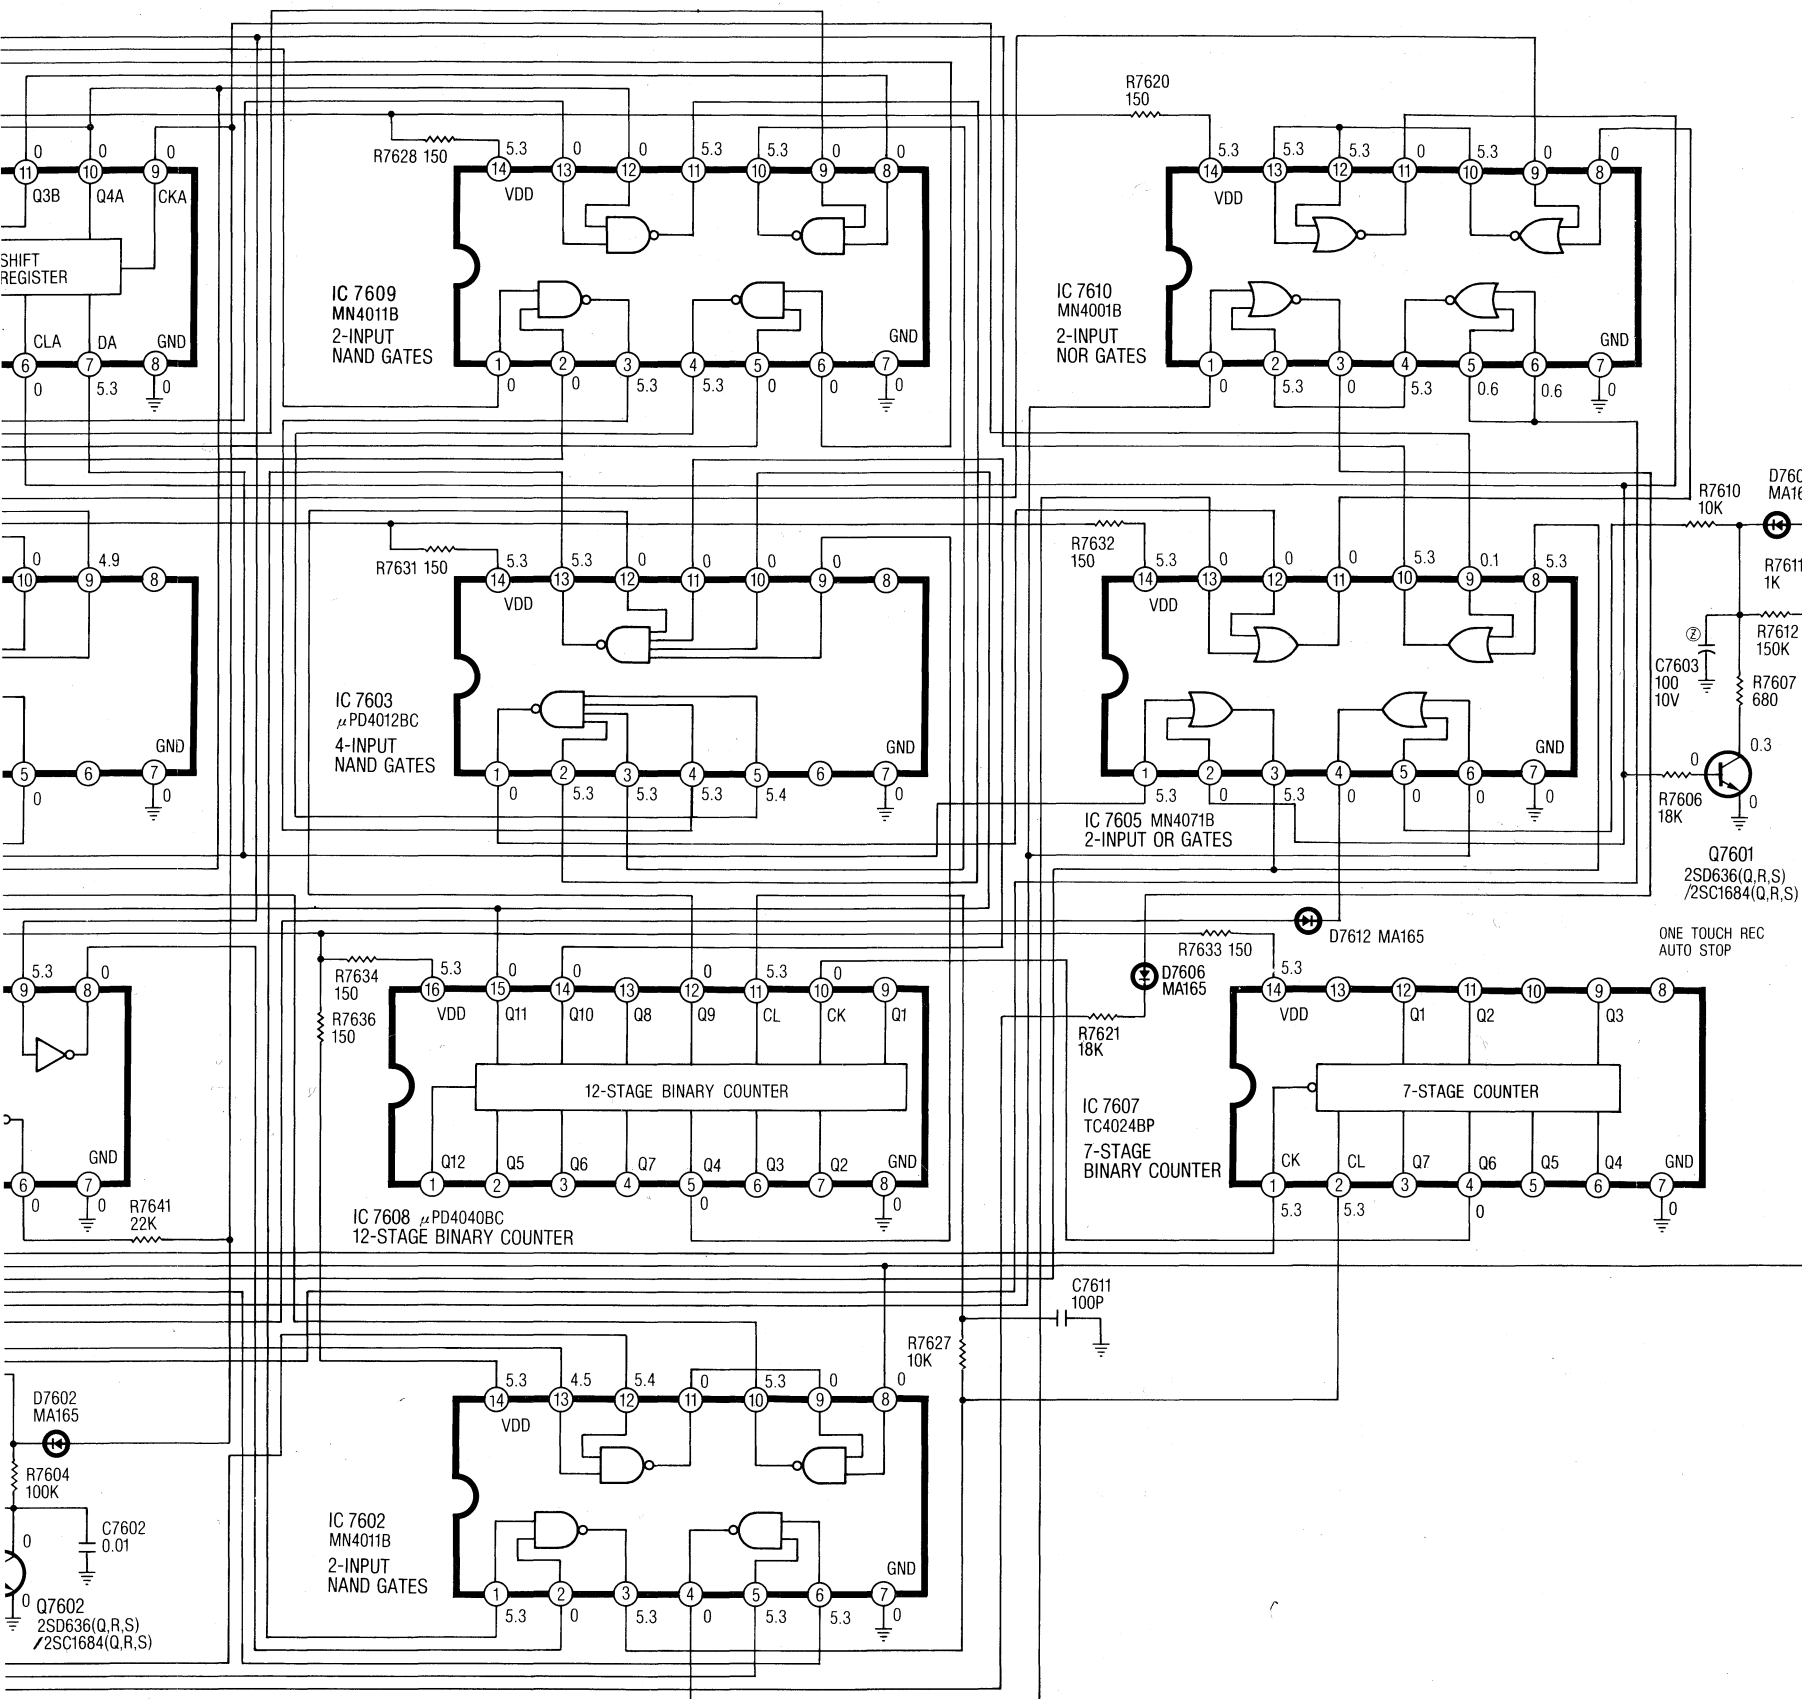 R7620
150
0 0 0
11 10 9
Q3B Q4A CKA
SHIFT
REGISTER
CLA DA GND
6 7 8
0 5.3 0
R7628 150
5.3 0 0 5.3 5.3 0 0
14 13 12 11 10 9 8
VDD
IC 7609
MN4011B
2-INPUT
NAND GATES
GND
1 2 3 4 5 6 7
0 0 5.3 5.3 0 0 0
5.3 5.3 5.3 0 5.3 0 0
14 13 12 11 10 9 8
VDD
IC 7610
MN4001B
2-INPUT
NOR GATES
GND
1 2 3 4 5 6 7
0 5.3 0 5.3 0.6 0.6 0
0 4.9
10 9 8
GND
5 6 7
0 0
R7631 150
5.3 5.3 0 0 0 0
14 13 12 11 10 9 8
VDD
IC 7603
μPD4012BC
4-INPUT
NAND GATES
GND
1 2 3 4 5 6 7
0 5.3 5.3 5.3 5.4 0
R7632
150
5.3 0 0 0 5.3 0.1 5.3
14 13 12 11 10 9 8
VDD
GND
1 2 3 4 5 6 7
5.3 0 5.3 0 0 0 0
IC 7605 MN4071B
2-INPUT OR GATES
R7610
10K
R7611
1K
R7612
150K
Z
C7603
100
10V
R7607
680
0.3
0
0
R7606
18K
Q7601
2SD636(Q,R,S)
/2SC1684(Q,R,S)
ONE TOUCH REC
AUTO STOP
D7612 MA165
R7633 150
D7606
MA165
R7621
18K
5.3 0
9 8
GND
6 7
0 0
R7641
22K
R7634
150
R7636
150
5.3 0 0 0 5.3 0
16 15 14 13 12 11 10 9
VDD Q11 Q10 Q8 Q9 CL CK Q1
12-STAGE BINARY COUNTER
Q12 Q5 Q6 Q7 Q4 Q3 Q2 GND
1 2 3 4 5 6 7 8
0 0
IC 7608 μPD4040BC
12-STAGE BINARY COUNTER
5.3
14 13 12 11 10 9 8
VDD Q1 Q2 Q3
7-STAGE COUNTER
IC 7607
TC4024BP
7-STAGE
BINARY COUNTER
CK CL Q7 Q6 Q5 Q4 GND
1 2 3 4 5 6 7
5.3 5.3 0 0
C7611
100P
R7627
10K
D7602
MA165
R7604
100K
C7602
0.01
0
0
Q7602
2SD636(Q,R,S)
/2SC1684(Q,R,S)
5.3 4.5 5.4 0 5.3 0 0
14 13 12 11 10 9 8
VDD
IC 7602
MN4011B
2-INPUT
NAND GATES
GND
1 2 3 4 5 6 7
5.3 0 5.3 0 5.3 5.3 0